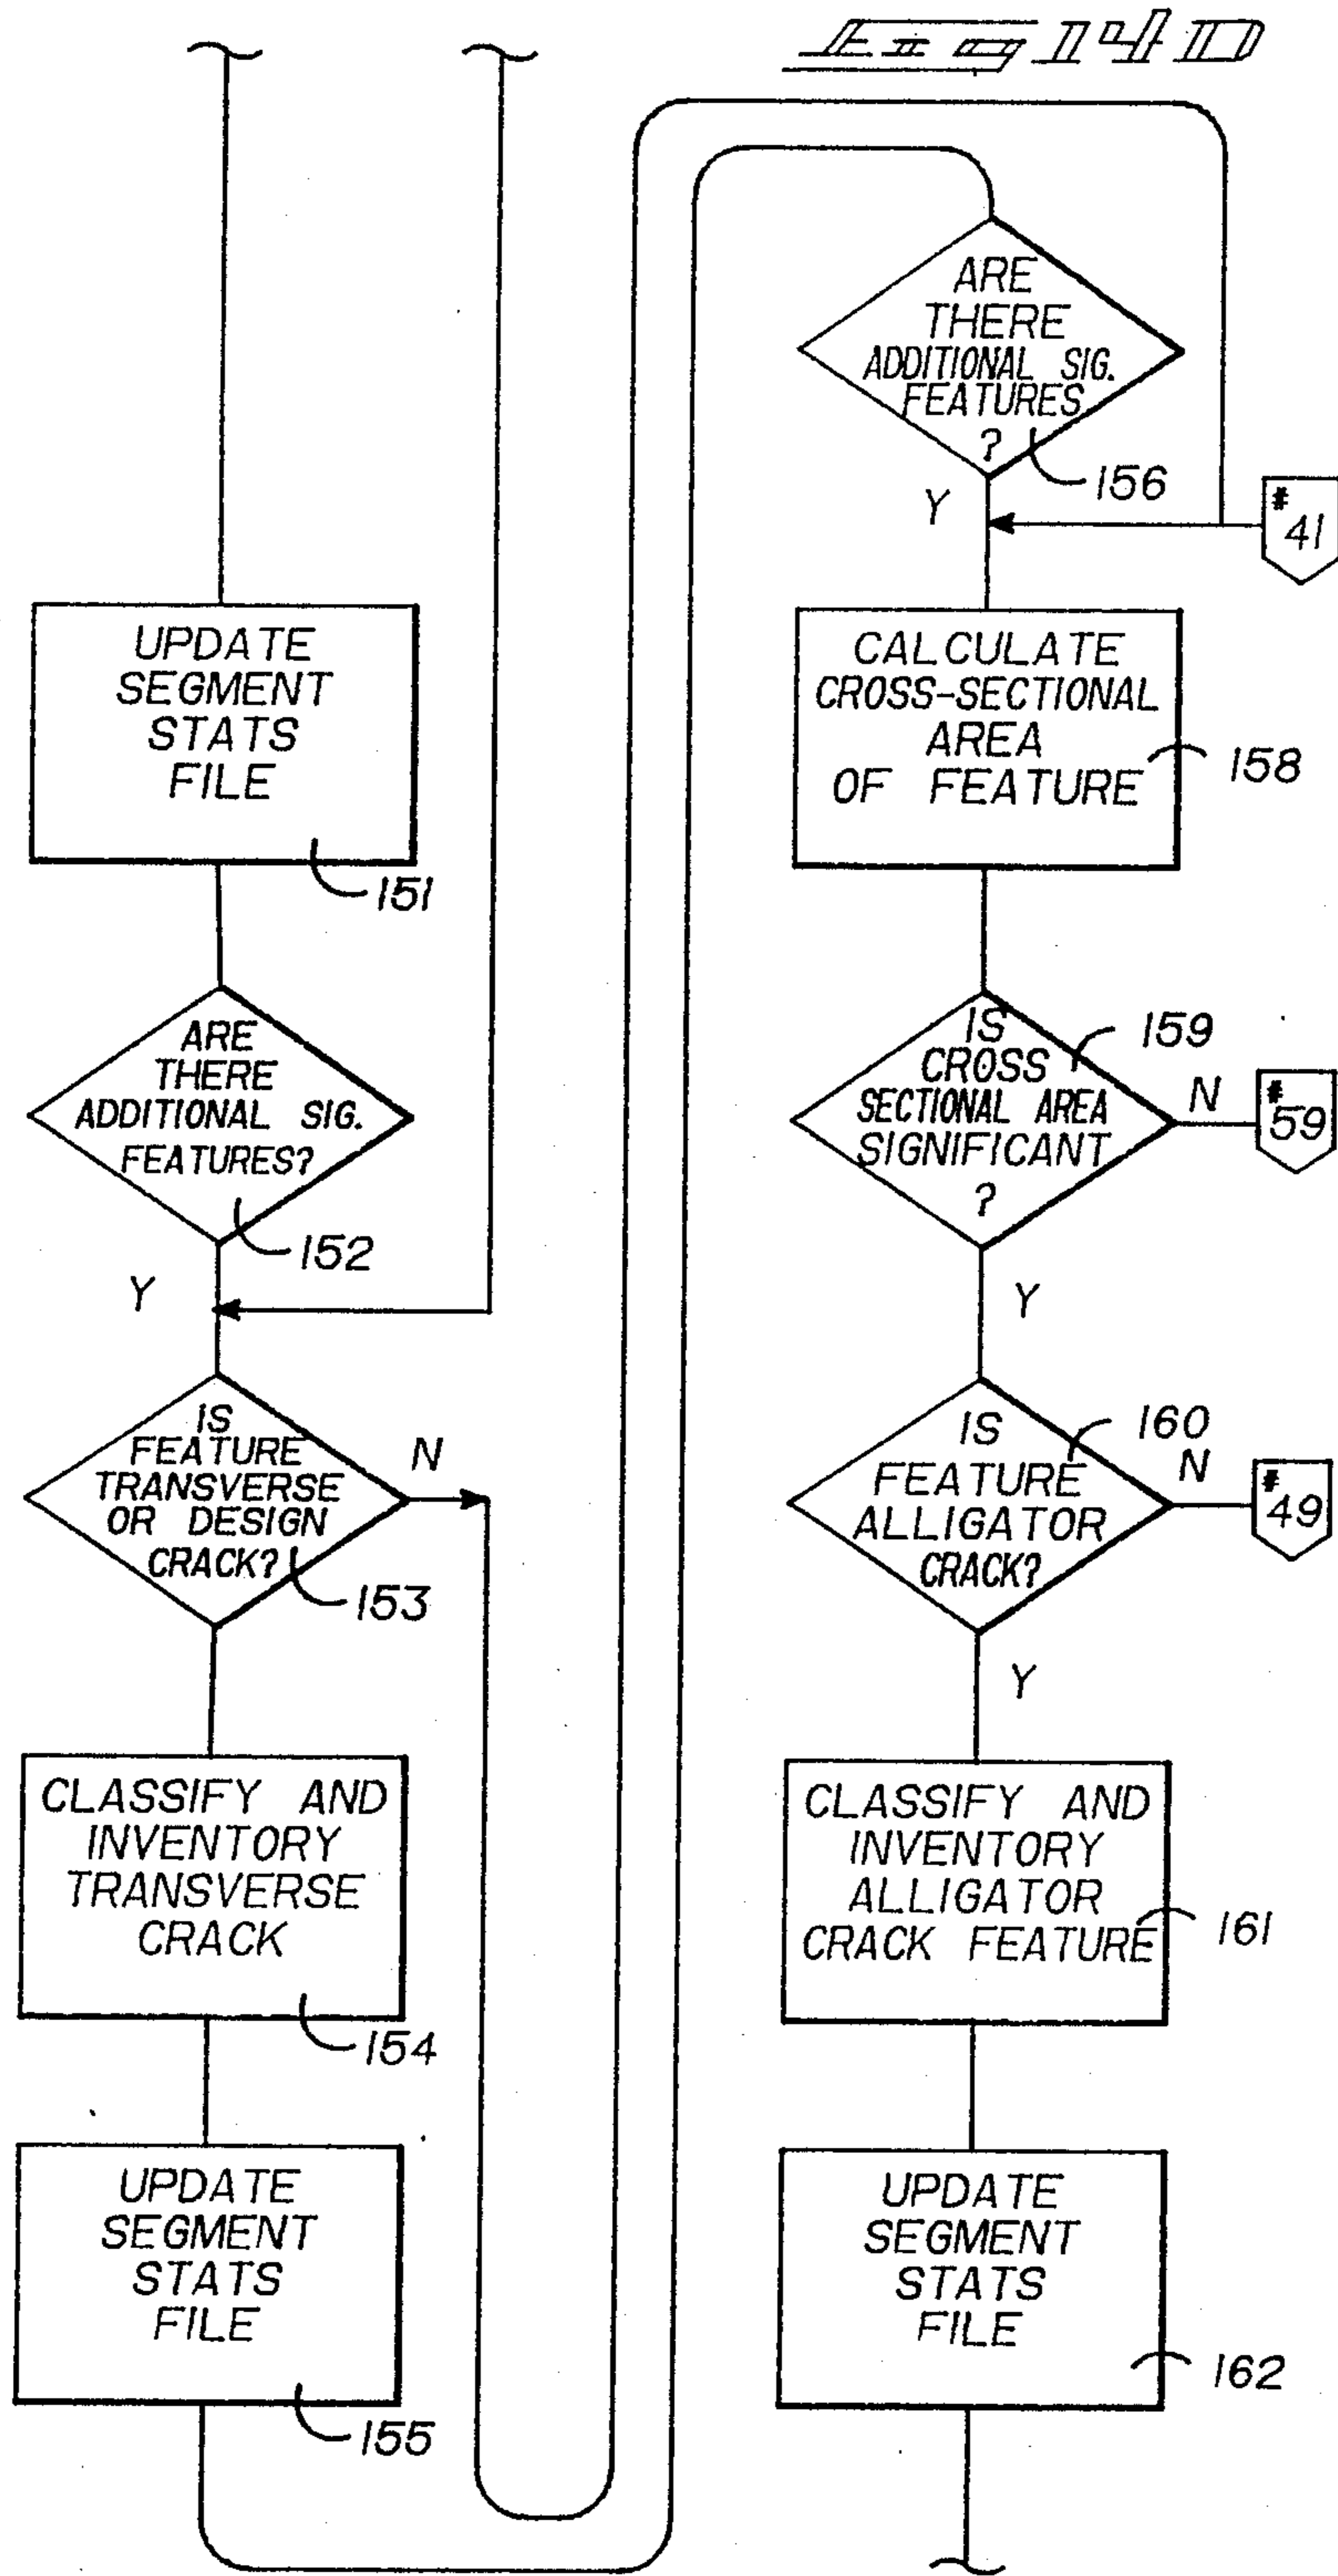 Fig 14D
UPDATE
SEGMENT
STATS
FILE
151
ARE
THERE
ADDITIONAL SIG.
FEATURES?
152
Y
IS
FEATURE
TRANSVERSE
OR DESIGN
CRACK?
N
153
CLASSIFY AND
INVENTORY
TRANSVERSE
CRACK
154
UPDATE
SEGMENT
STATS
FILE
155
ARE
THERE
ADDITIONAL SIG.
FEATURES
?
156
Y
#
41
CALCULATE
CROSS-SECTIONAL
AREA
OF FEATURE
158
IS
CROSS
SECTIONAL AREA
SIGNIFICANT
?
159
N
#
59
Y
IS
FEATURE
ALLIGATOR
CRACK?
160
N
#
49
Y
CLASSIFY AND
INVENTORY
ALLIGATOR
CRACK FEATURE
161
UPDATE
SEGMENT
STATS
FILE
162